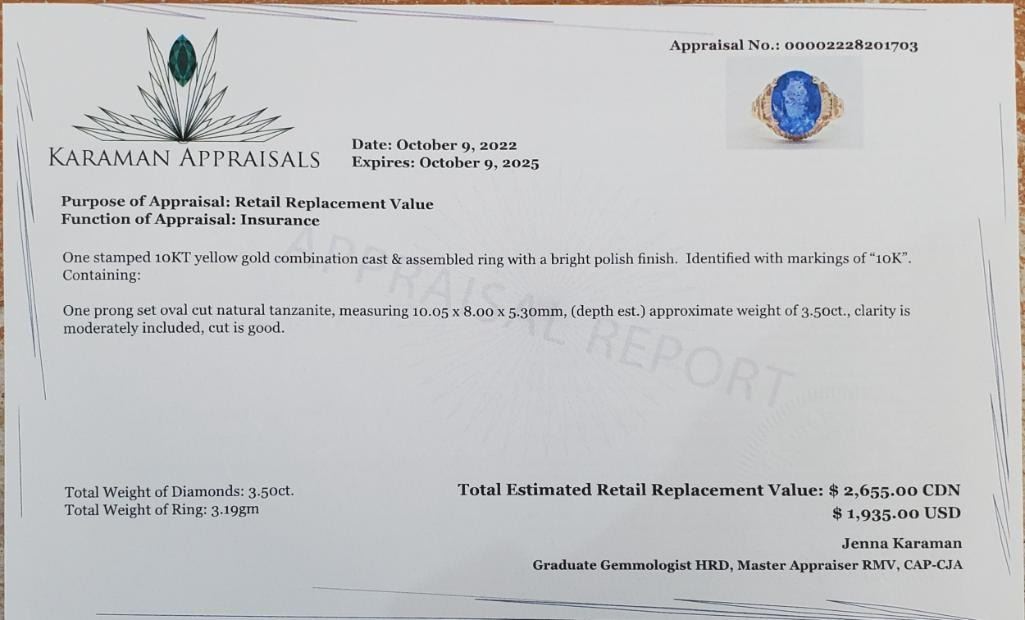 Appraisal No.: 00002228201703
KARAMAN APPRAISALS
Date: October 9, 2022
Expires: October 9, 2025
Purpose of Appraisal: Retail Replacement Value
Function of Appraisal: Insurance
One stamped 10KT yellow gold combination cast & assembled ring with a bright polish finish. Identified with markings of “10K”.
Containing:
One prong set oval cut natural tanzanite, measuring 10.05 x 8.00 x 5.30mm, (depth est.) approximate weight of 3.50ct., clarity is
moderately included, cut is good.
APPRAISAL REPORT
Total Weight of Diamonds: 3.50ct.
Total Weight of Ring: 3.19gm
Total Estimated Retail Replacement Value: $ 2,655.00 CDN
$ 1,935.00 USD
Jenna Karaman
Graduate Gemmologist HRD, Master Appraiser RMV, CAP-CJA